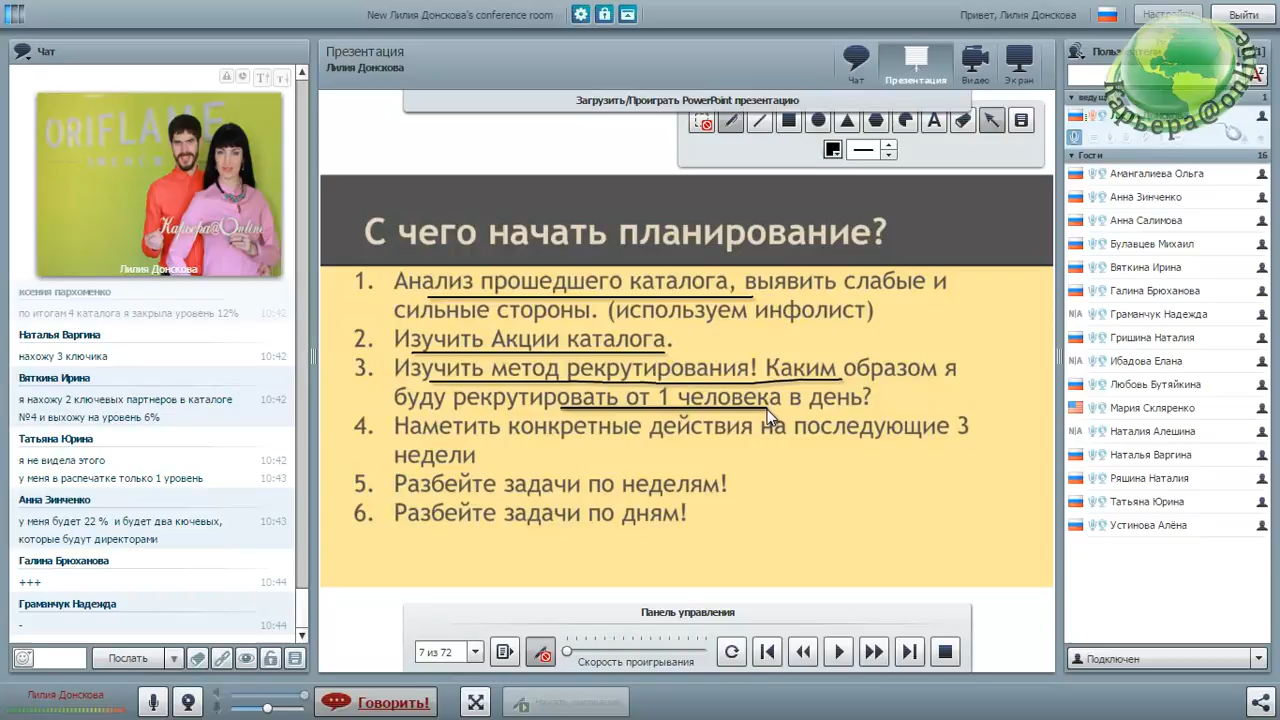 New Лилия Донскова's conference room
Привет, Лилия Донскова
Настройки
Выйти
Чат
ORIFLAME
Карьера@Online
Лилия Донскова
ксения пархоменко
по итогам 4 каталога я закрыла уровень 12%
10:42
Наталья Варгина
нахожу 3 ключика
10:42
Вяткина Ирина
я нахожу 2 ключевых партнеров в каталоге
№4 и выхожу на уровень 6%
10:42
Татьяна Юрина
я не видела этого
10:42
у меня в распечатке только 1 уровень
10:43
Анна Зинченко
у меня будет 22 % и будет два кючевых,
10:43
которые будут директорами
Галина Брюханова
+++
10:44
Граманчук Надежда
-
10:44
Послать
Лилия Донскова
Говорить!
Презентация
Лилия Донскова
Чат
Презентация
Видео
Экран
Загрузить/Проиграть PowerPoint презентацию
С чего начать планирование?
1. Анализ прошедшего каталога, выявить слабые и
сильные стороны. (используем инфолист)
2. Изучить Акции каталога.
3. Изучить метод рекрутирования! Каким образом я
буду рекрутировать от 1 человека в день?
4. Наметить конкретные действия на последующие 3
недели
5. Разбейте задачи по неделям!
6. Разбейте задачи по дням!
Панель управления
7 из 72
Скорость проигрывания
Карьера@online
Гости
16
Амангалиева Ольга
Анна Зинченко
Анна Салимова
Булавцев Михаил
Вяткина Ирина
Галина Брюханова
N/A Граманчук Надежда
Гришина Наталья
N/A Ибадова Елана
Любовь Бутяйкина
Мария Скляренко
N/A Наталия Алешина
Наталья Варгина
Ряшина Наталия
Татьяна Юрина
Устинова Алёна
Подключен